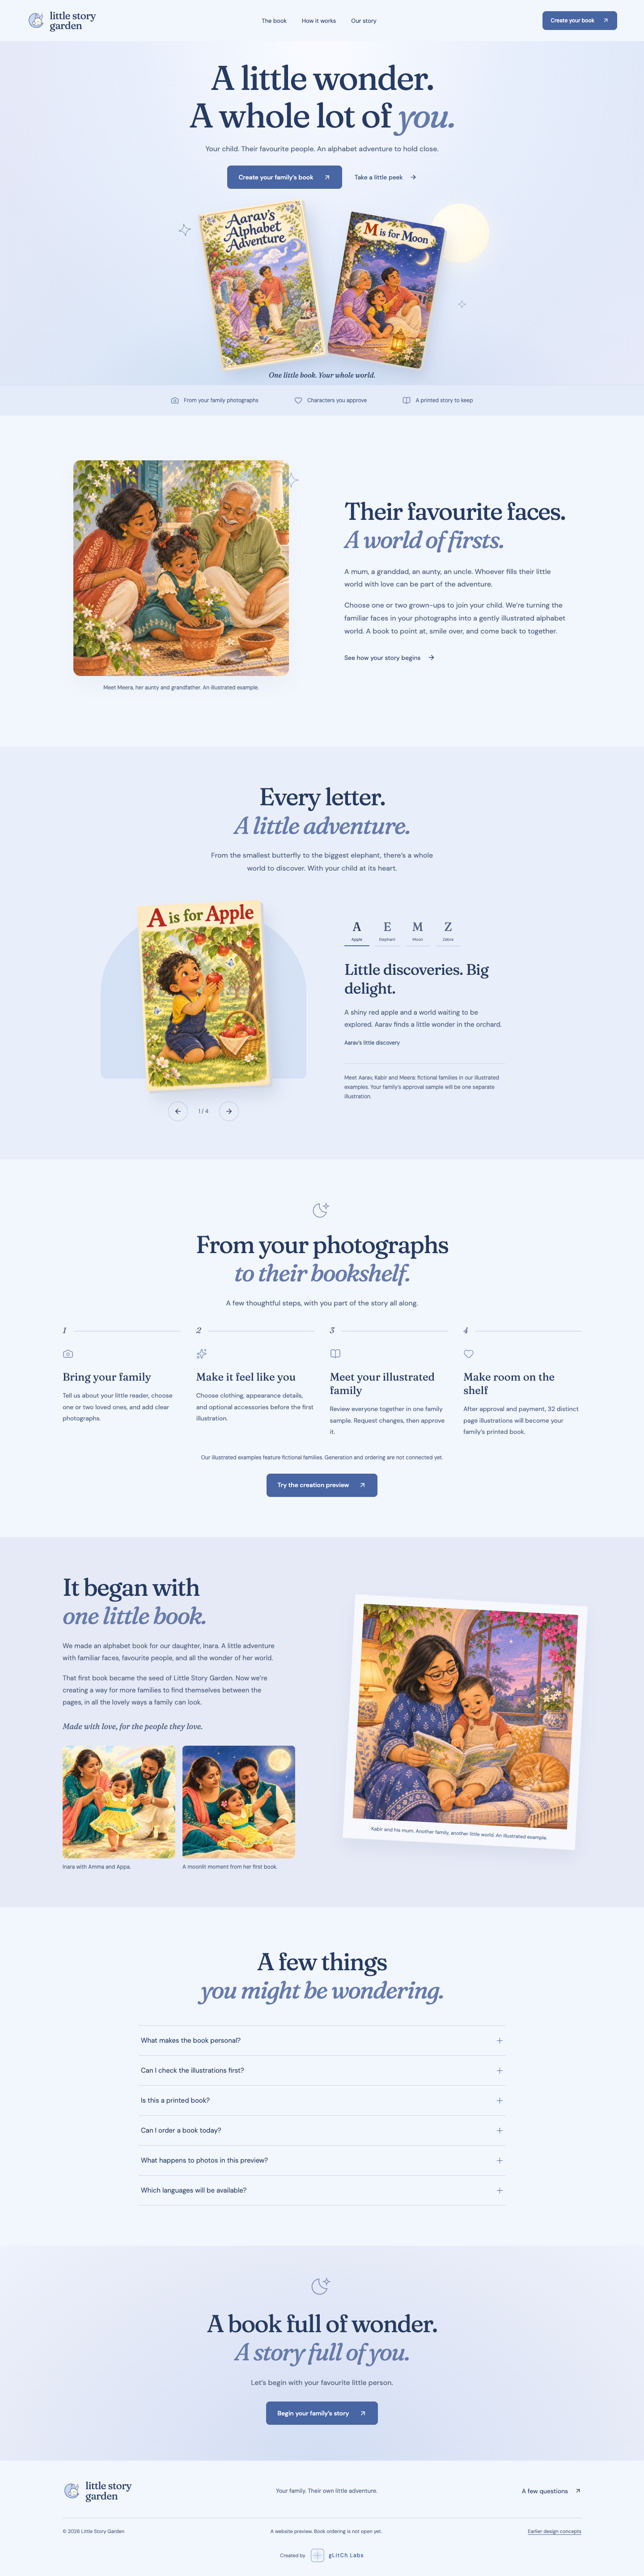 little story
garden
The book
How it works
Our story
Create your book
A little wonder.
A whole lot of you.
Your child. Their favourite people. An alphabet adventure to hold close.
Create your family's book
Take a little peek
Aarav's
Alphabet
Adventure
M is for Moon
One little book. Your whole world.
From your family photographs
Characters you approve
A printed story to keep
Their favourite faces.
A world of firsts.
A mum, a granddad, an aunty, an uncle. Whoever fills their little
world with love can be part of the adventure.
Choose one or two grown-ups to join your child. We're turning the
familiar faces in your photographs into a gently illustrated alphabet
world. A book to point at, smile over, and come back to together.
See how your story begins
Meet Meera, her aunty and grandfather. An illustrated example.
Every letter.
A little adventure.
From the smallest butterfly to the biggest elephant, there's a whole
world to discover. With your child at its heart.
A is for Apple
A
E
M
Z
Apple
Elephant
Moon
Zebra
Little discoveries. Big
delight.
A shiny red apple and a world waiting to be
explored. Aarav finds a little wonder in the orchard.
Aarav's little discovery
Meet Aarav, Kabir and Meera: fictional families in our illustrated
examples. Your family's approval sample will be one separate
illustration.
1 / 4
From your photographs
to their bookshelf.
A few thoughtful steps, with you part of the story all along.
1
Bring your family
Tell us about your little reader, choose
one or two loved ones, and add clear
photographs.
2
Make it feel like you
Choose clothing, appearance details,
and optional accessories before the first
illustration.
3
Meet your illustrated
family
Review everyone together in one family
sample. Request changes, then approve
it.
4
Make room on the
shelf
After approval and payment, 32 distinct
page illustrations will become your
family's printed book.
Our illustrated examples feature fictional families. Generation and ordering are not connected yet.
Try the creation preview
It began with
one little book.
We made an alphabet book for our daughter, Inara. A little adventure
with familiar faces, favourite people, and all the wonder of her world.
That first book became the seed of Little Story Garden. Now we're
creating a way for more families to find themselves between the
pages, in all the lovely ways a family can look.
Made with love, for the people they love.
Inara with Amma and Appa.
A moonlit moment from her first book.
Kabir and his mum. Another family, another little world. An illustrated example.
A few things
you might be wondering.
What makes the book personal?
Can I check the illustrations first?
Is this a printed book?
Can I order a book today?
What happens to photos in this preview?
Which languages will be available?
A book full of wonder.
A story full of you.
Let's begin with your favourite little person.
Begin your family's story
little story
garden
Your family. Their own little adventure.
A few questions
© 2026 Little Story Garden
A website preview. Book ordering is not open yet.
Earlier design concepts
Created by
gLitCh Labs